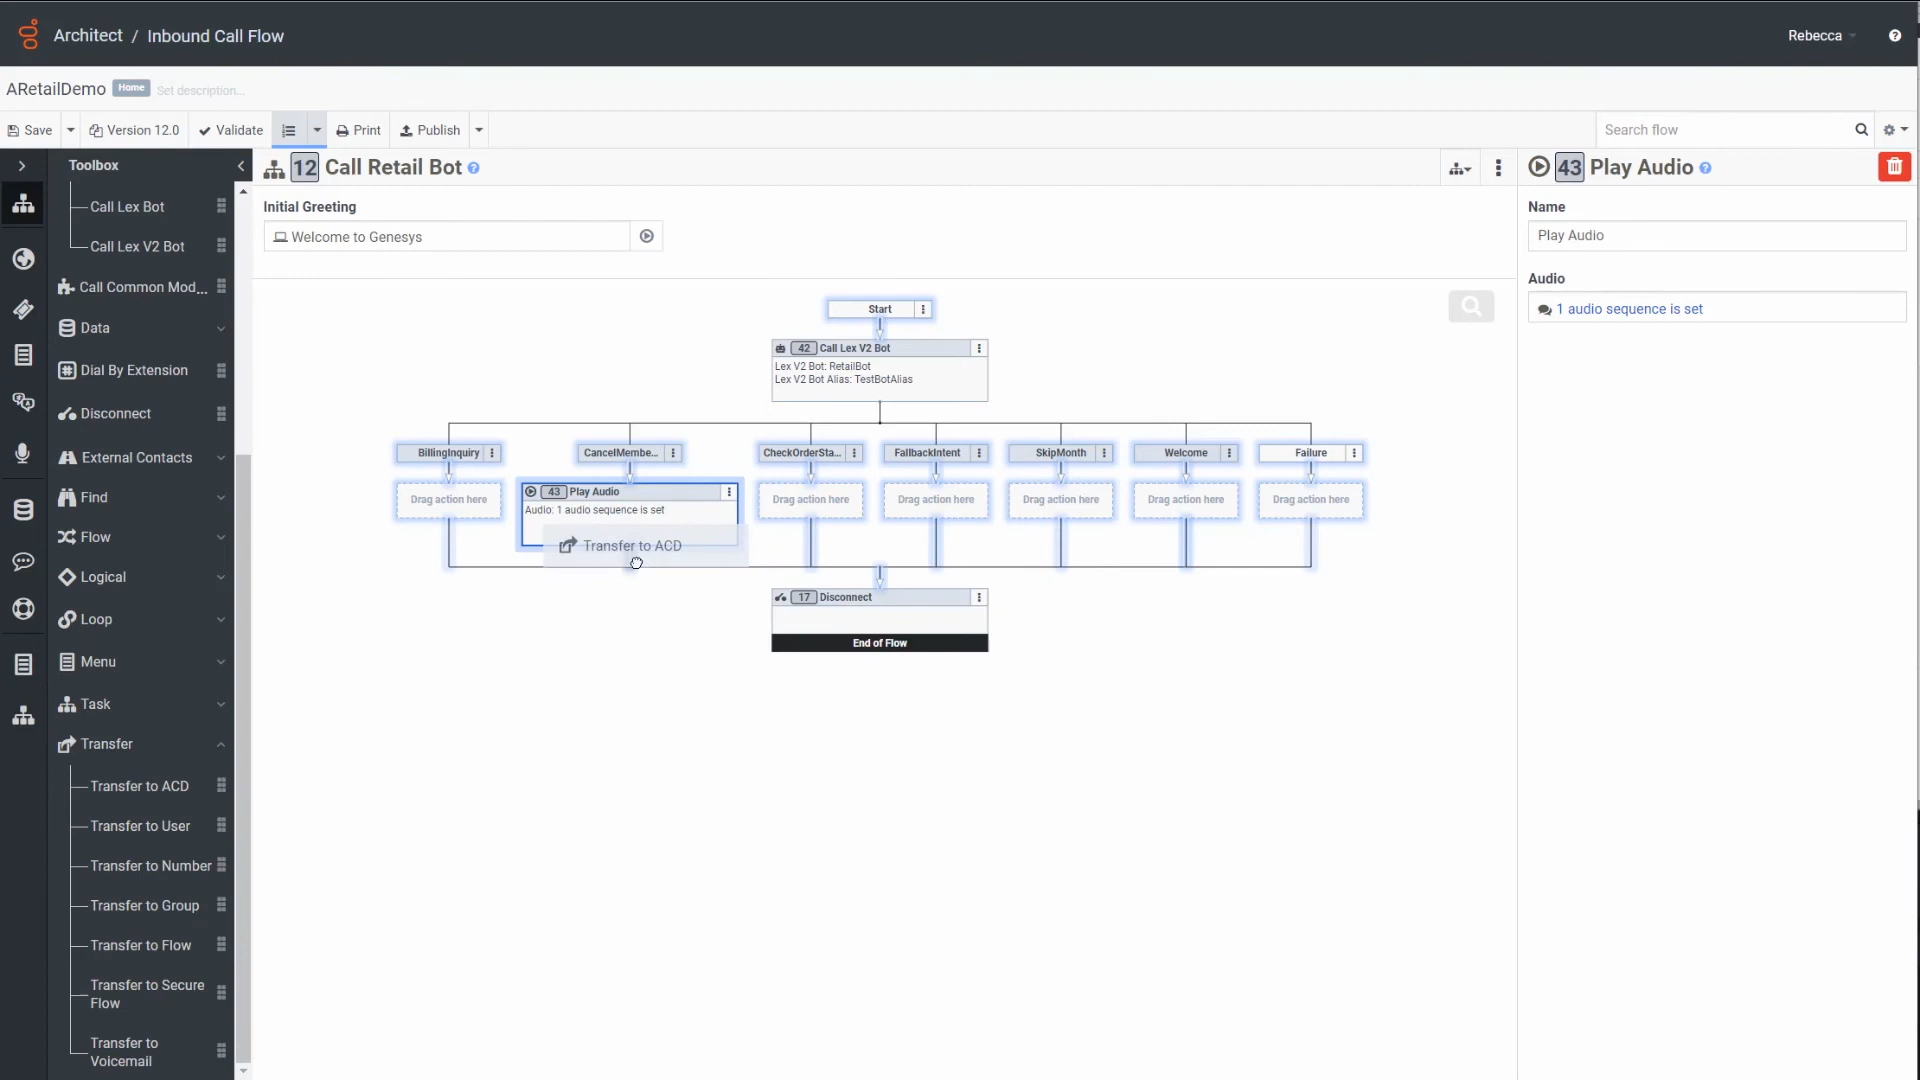 Architect / Inbound Call Flow
Rebecca
ARetailDemo Home Set description...
Save Version 12.0 Validate Print Publish Search flow
Toolbox
Call Lex Bot
Call Lex V2 Bot
Call Common Mod...
Data
Dial By Extension
Disconnect
External Contacts
Find
Flow
Logical
Loop
Menu
Task
Transfer
Transfer to ACD
Transfer to User
Transfer to Number
Transfer to Group
Transfer to Flow
Transfer to Secure
Flow
Transfer to
Voicemail
12 Call Retail Bot
Initial Greeting
Welcome to Genesys
Start
42 Call Lex V2 Bot
Lex V2 Bot: RetailBot
Lex V2 Bot Alias: TestBotAlias
BillingInquiry CancelMembe... CheckOrderSta... FallbackIntent SkipMonth Welcome Failure
Drag action here
43 Play Audio
Audio: 1 audio sequence is set
Transfer to ACD
Drag action here Drag action here Drag action here Drag action here Drag action here
17 Disconnect
End of Flow
43 Play Audio
Name
Play Audio
Audio
1 audio sequence is set